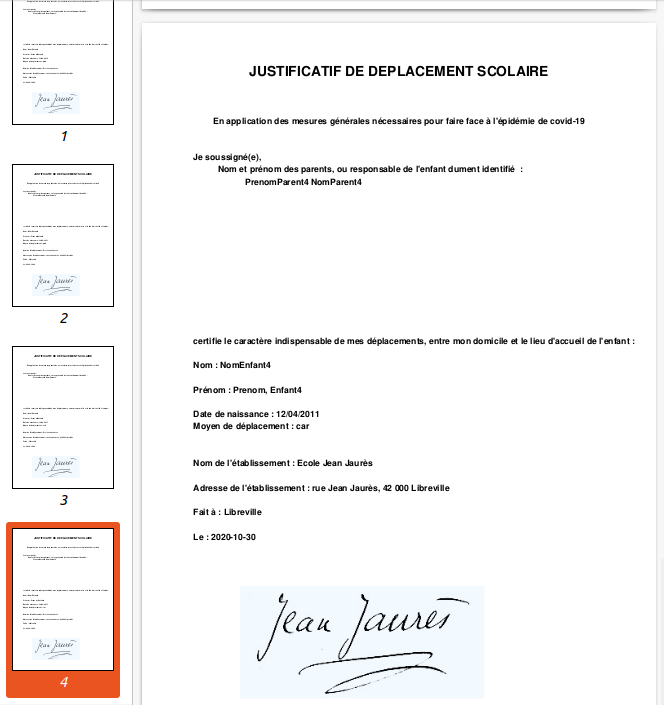 JUSTIFICATIF DE DEPLACEMENT SCOLAIRE
En application des mesures générales nécessaires pour faire face à l'épidémie de covid-19
Je soussigné(e),
Nom et prénom des parents, ou responsable de l'enfant dument identifié :
PrenomParent4 NomParent4
certifie le caractère indispensable de mes déplacements, entre mon domicile et le lieu d'accueil de l'enfant :
Nom : NomEnfant4
Prénom : Prenom, Enfant4
Date de naissance : 12/04/2011
Moyen de déplacement : car
Nom de l'établissement : Ecole Jean Jaurès
Adresse de l'établissement : rue Jean Jaurès, 42 000 Libreville
Fait à : Libreville
Le : 2020-10-30
Jean Jaurès
1
2
3
4